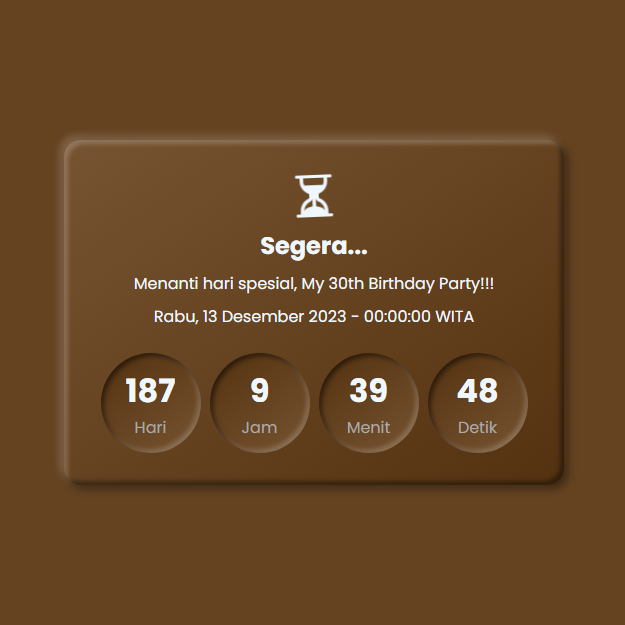 Segera...
Menanti hari spesial, My 30th Birthday Party!!!
Rabu, 13 Desember 2023 - 00:00:00 WITA
187 9 39 48
Hari Jam Menit Detik